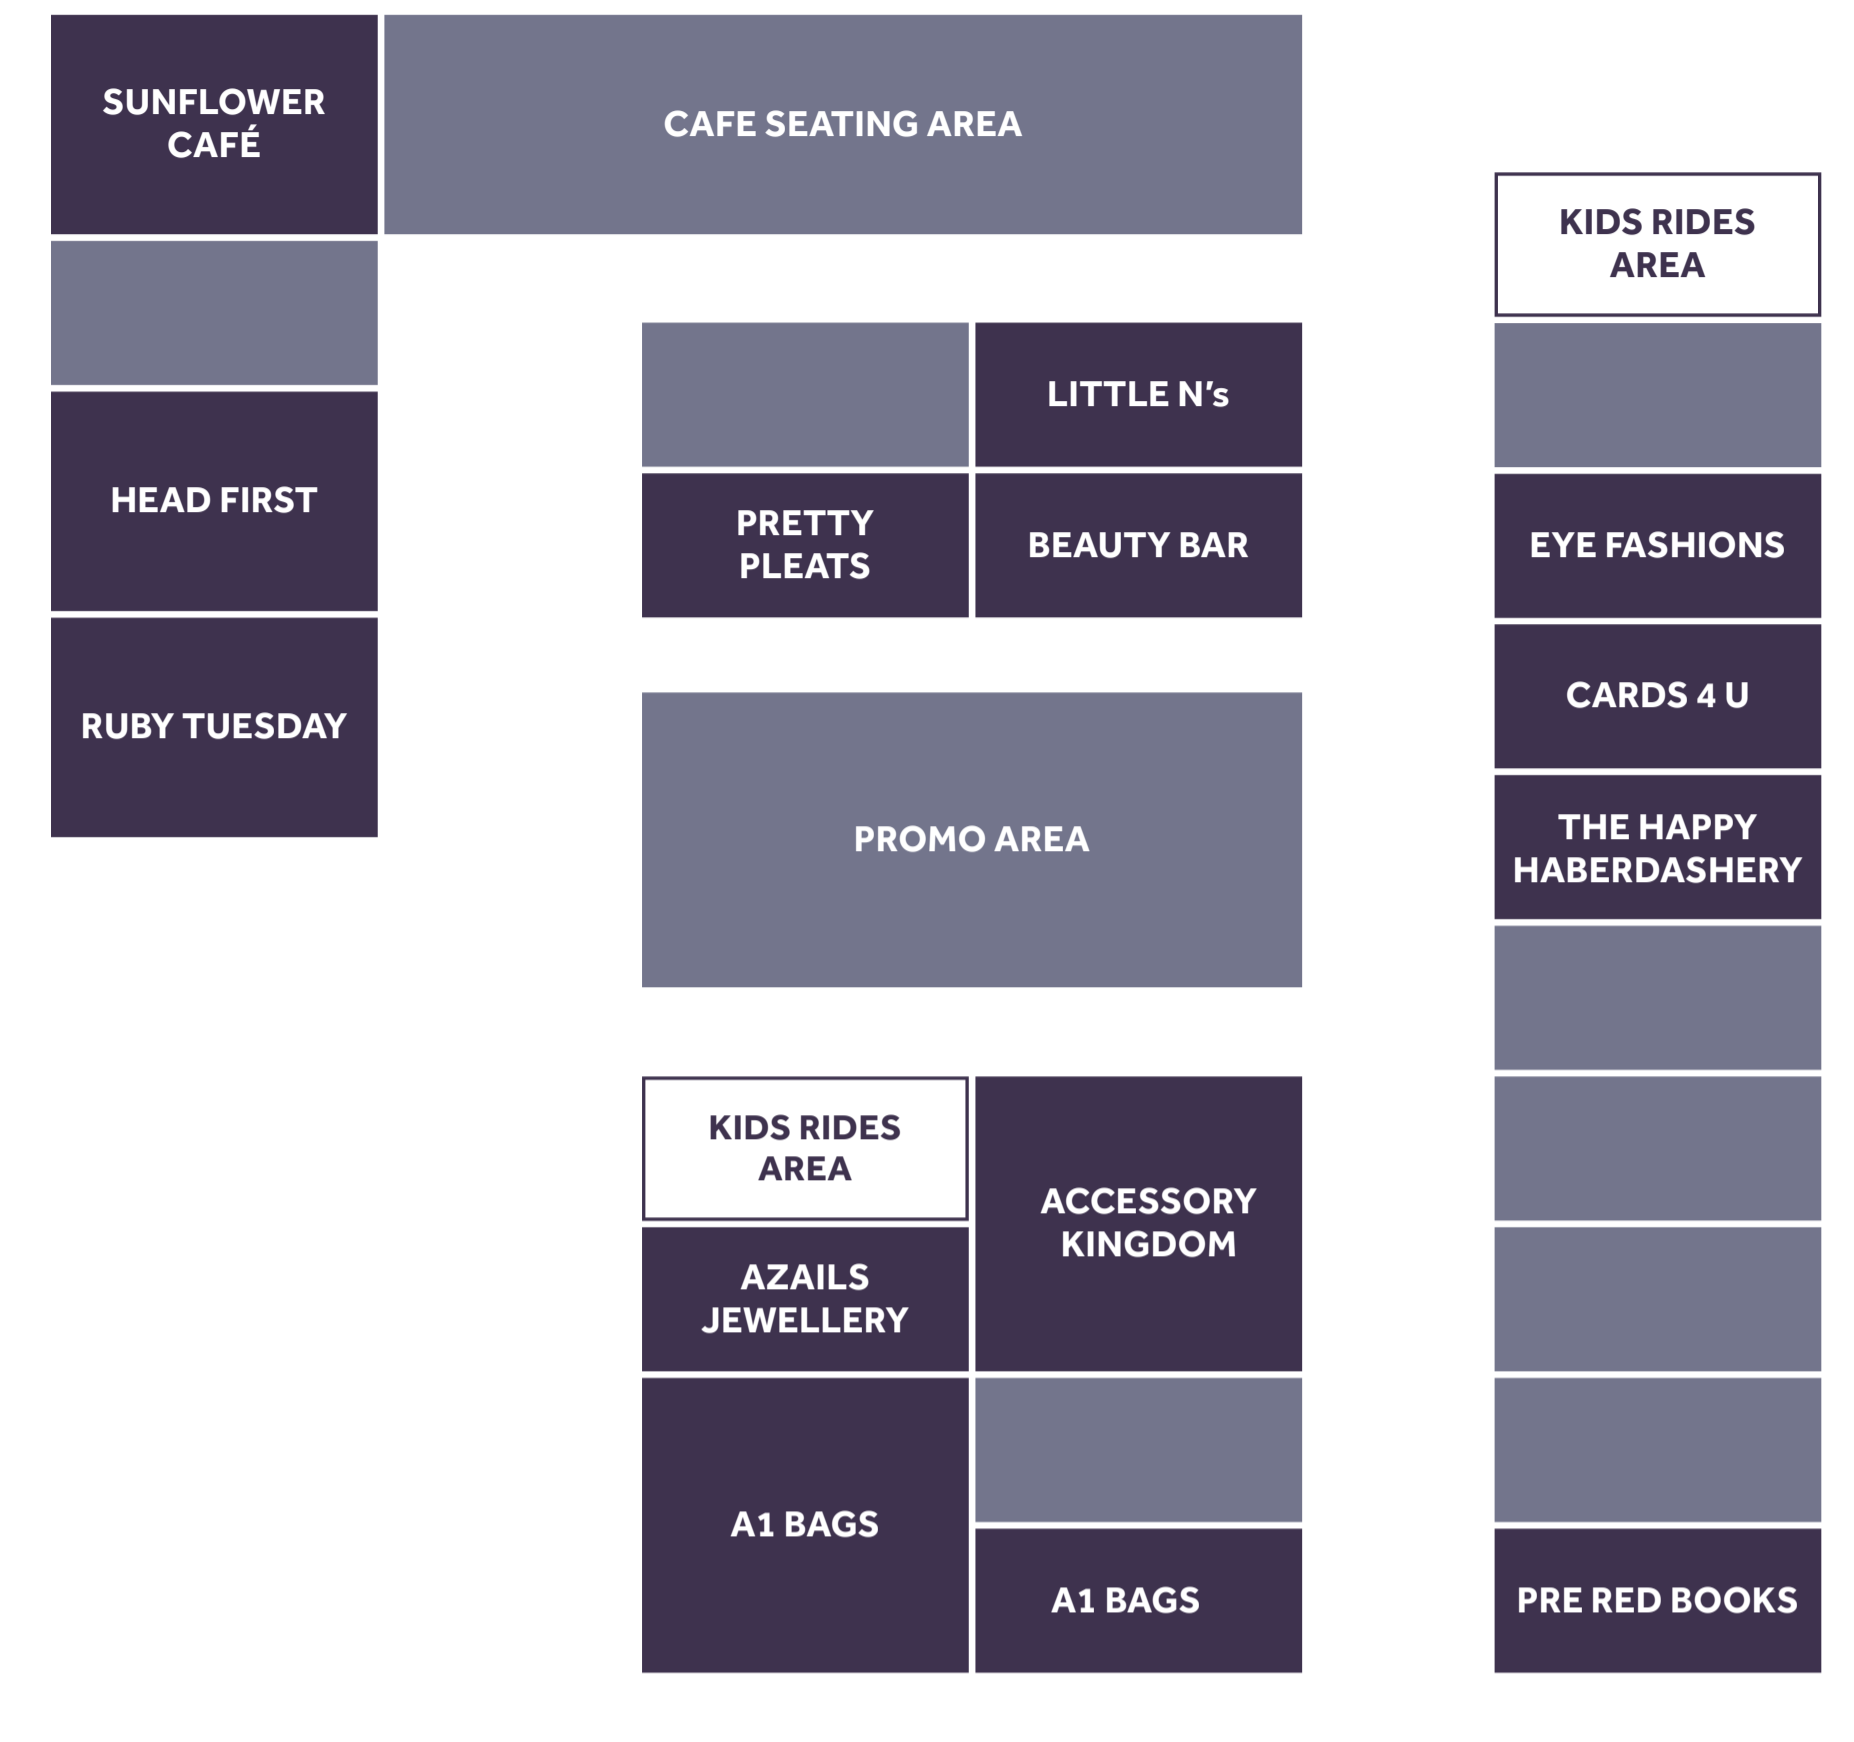 SUNFLOWER
CAFÉ
CAFE SEATING AREA
KIDS RIDES
AREA
LITTLE N's
HEAD FIRST
PRETTY
PLEATS
BEAUTY BAR
EYE FASHIONS
RUBY TUESDAY
CARDS 4 U
PROMO AREA
THE HAPPY
HABERDASHERY
KIDS RIDES
AREA
ACCESSORY
KINGDOM
AZAILS
JEWELLERY
A1 BAGS
A1 BAGS
PRE RED BOOKS